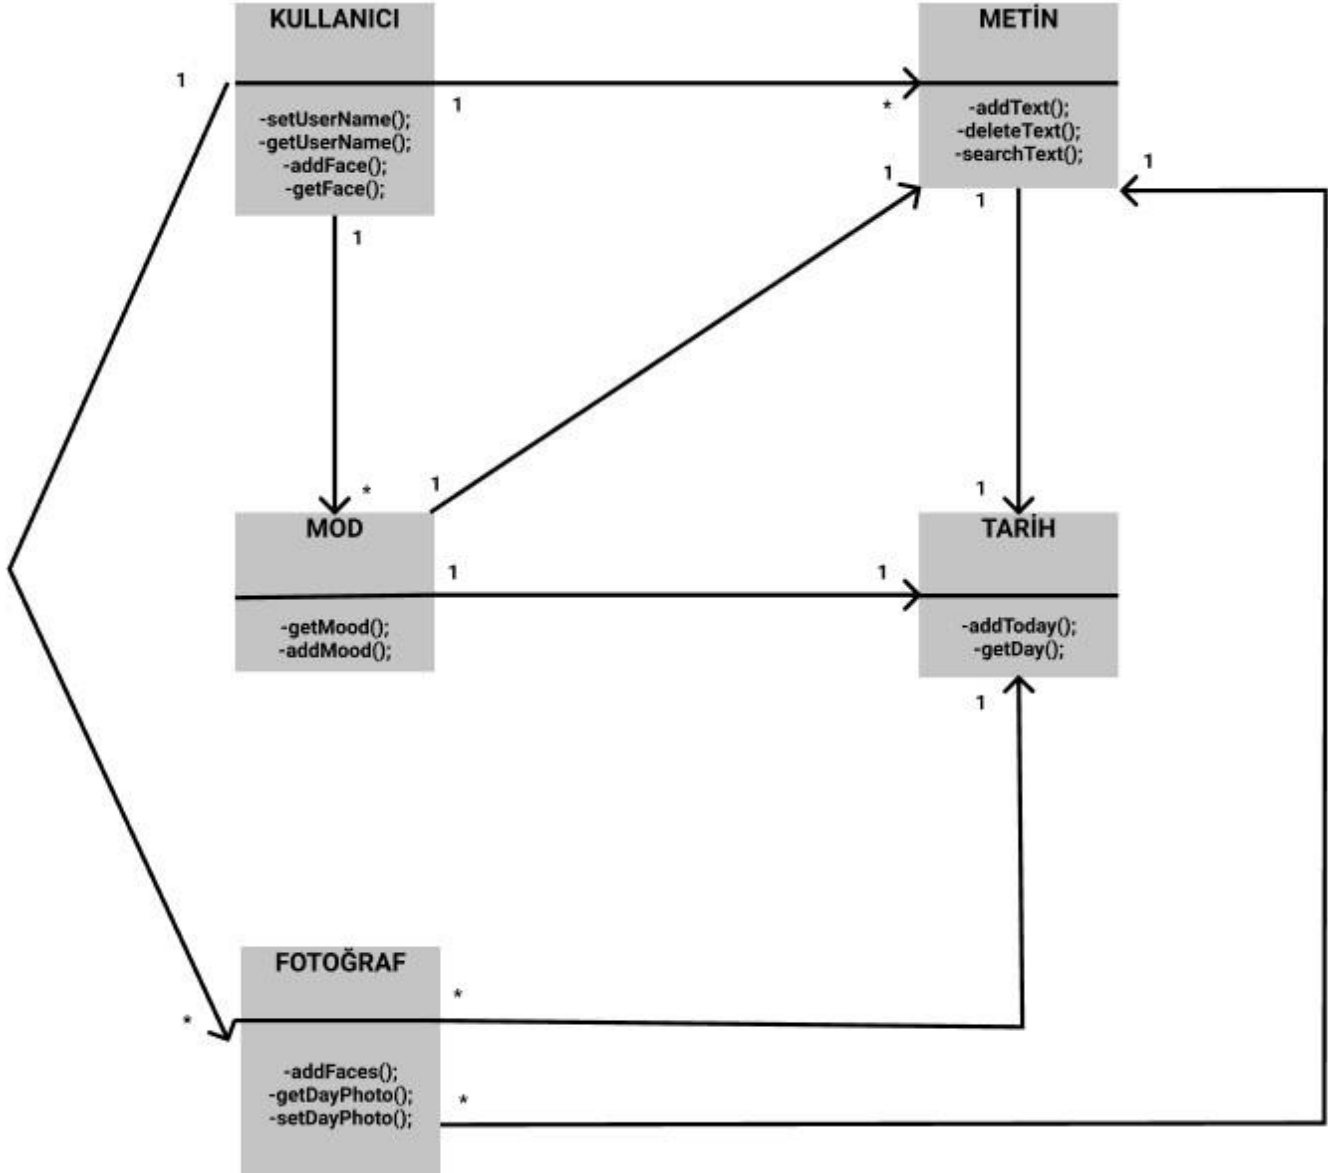 KULLANICI
-setUserName();
-getUserName();
-addFace();
-getFace();
METİN
-addText();
-deleteText();
-searchText();
1
1
*
1
1
1
1
*
1
1
MOD
-getMood();
-addMood();
TARİH
-addToday();
-getDay();
1
1
1
FOTOĞRAF
-addFaces();
-getDayPhoto();
-setDayPhoto();
*
*
*